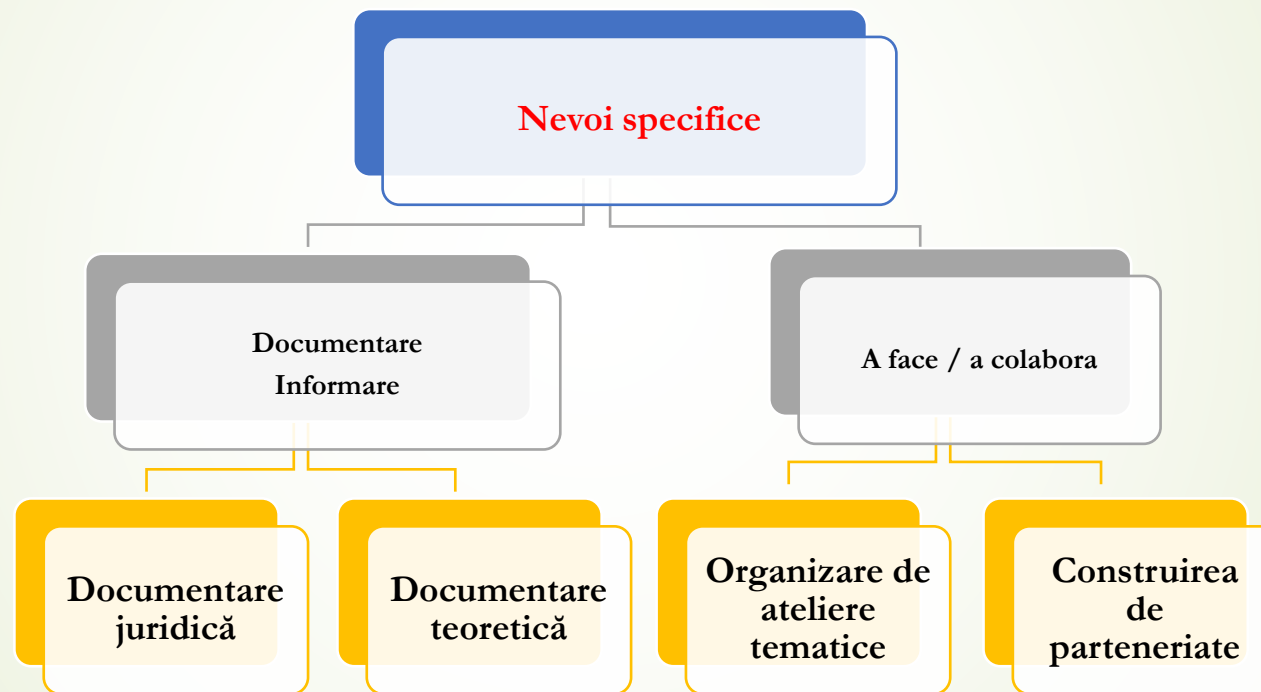 Nevoi specifice
Documentare
Informare
A face / a colabora
Documentare
juridică
Documentare
teoretică
Organizare de
ateliere
tematice
Construirea
de
parteneriate